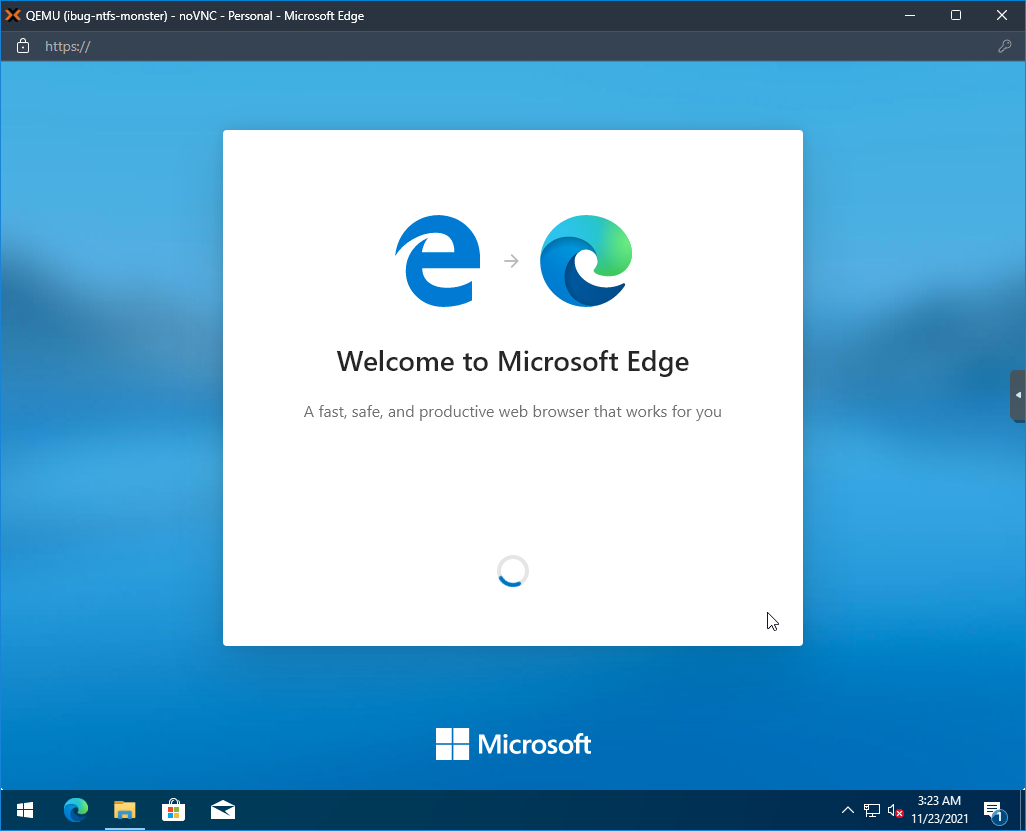 QEMU (ibug-ntfs-monster) - noVNC - Personal - Microsoft Edge
https://
Welcome to Microsoft Edge
A fast, safe, and productive web browser that works for you
Microsoft
3:23 AM
11/23/2021
1